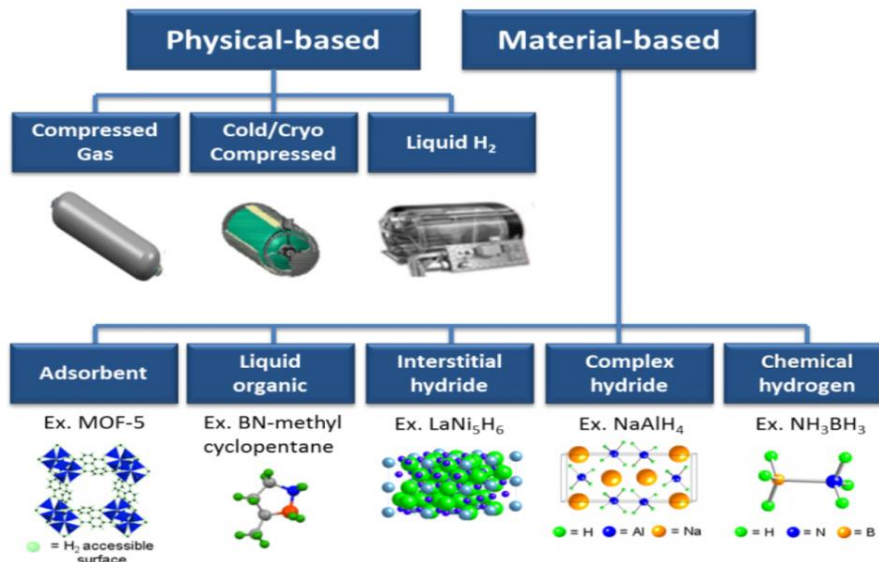 Physical-based
Material-based
Compressed
Gas
Cold/Cryo
Compressed
Liquid H₂
Adsorbent
Liquid
organic
Interstitial
hydride
Complex
hydride
Chemical
hydrogen
Ex. MOF-5
Ex. BN-methyl
cyclopentane
Ex. LaNi₅H₆
Ex. NaAlH₄
Ex. NH₃BH₃
= H₂ accessible
surface
= H = Al = Na
= H = N = B